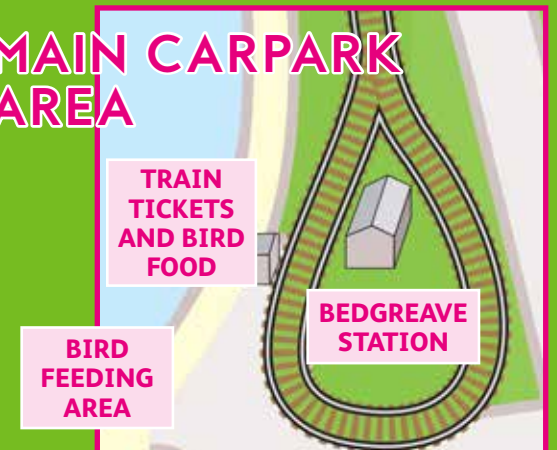 MAIN CARPARK
AREA
TRAIN
TICKETS
AND BIRD
FOOD
BEDGREAVE
STATION
BIRD
FEEDING
AREA